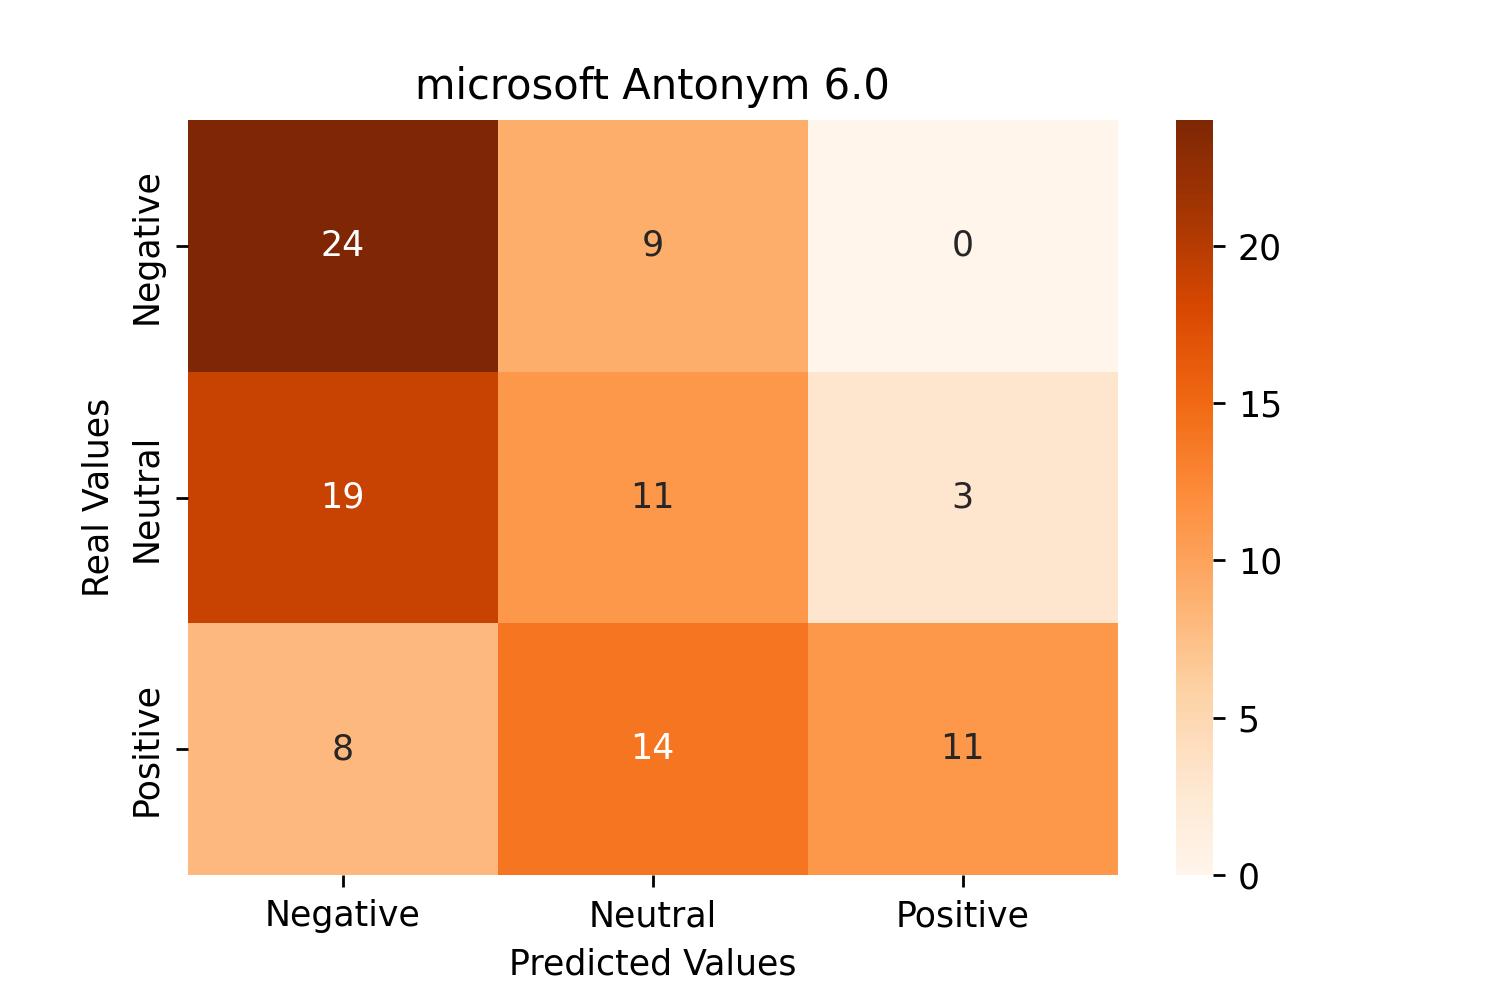 microsoft Antonym 6.0
Real Values
Negative
24 9 0
Neutral
19 11 3
Positive
8 14 11
Negative Neutral Positive
Predicted Values
20
15
10
5
0